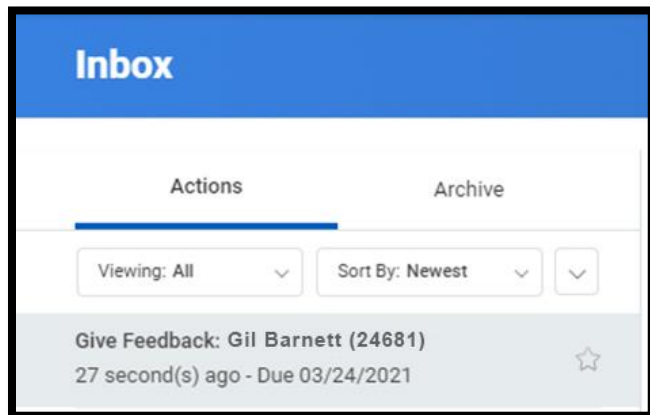 Inbox
Actions Archive
Viewing: All Sort By: Newest
Give Feedback: Gil Barnett (24681)
27 second(s) ago - Due 03/24/2021